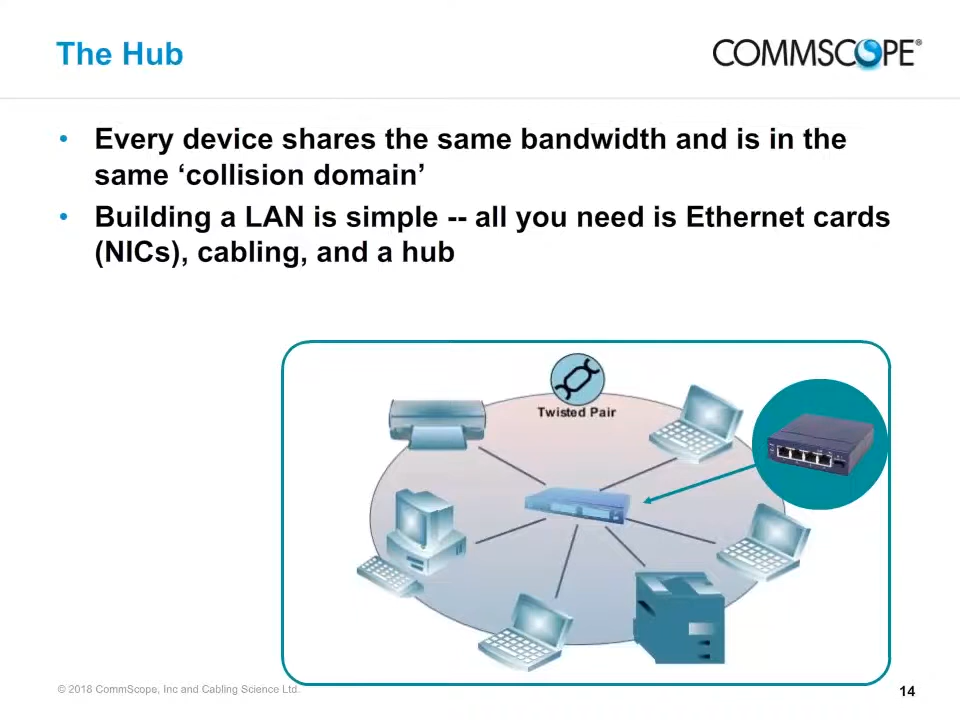 The Hub
COMMSCOPE®
• Every device shares the same bandwidth and is in the
same ‘collision domain’
• Building a LAN is simple -- all you need is Ethernet cards
(NICs), cabling, and a hub
Twisted Pair
© 2018 CommScope, Inc and Cabling Science Ltd.
14